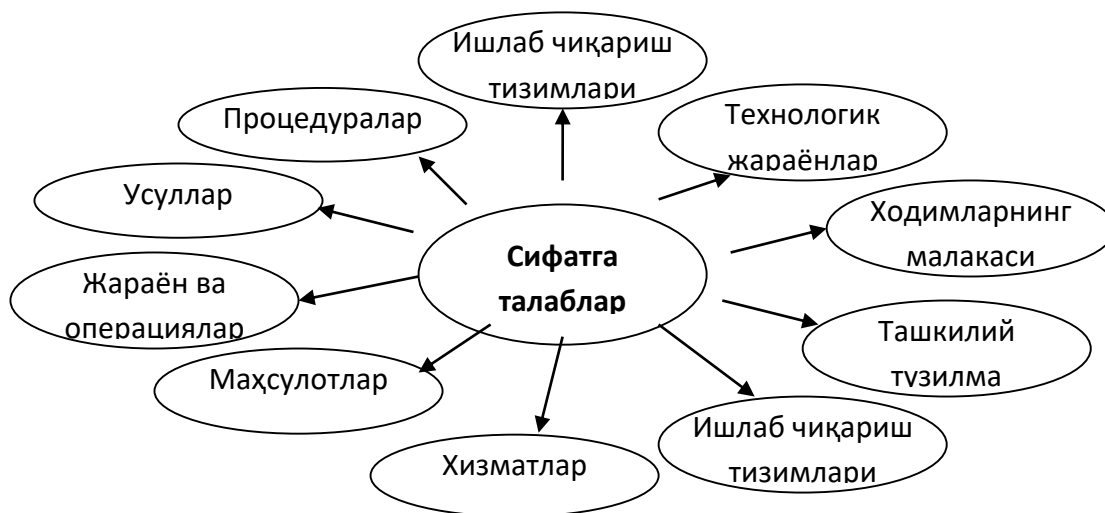 Ишлаб чиқариш
тизимлари
Процедуралар
Технологик
жараёнлар
Усуллар
Ходимларнинг
малакаси
Сифатга
талаблар
Жараён ва
операциялар
Ташкилий
тузилма
Маҳсулотлар
Ишлаб чиқариш
тизимлари
Хизматлар